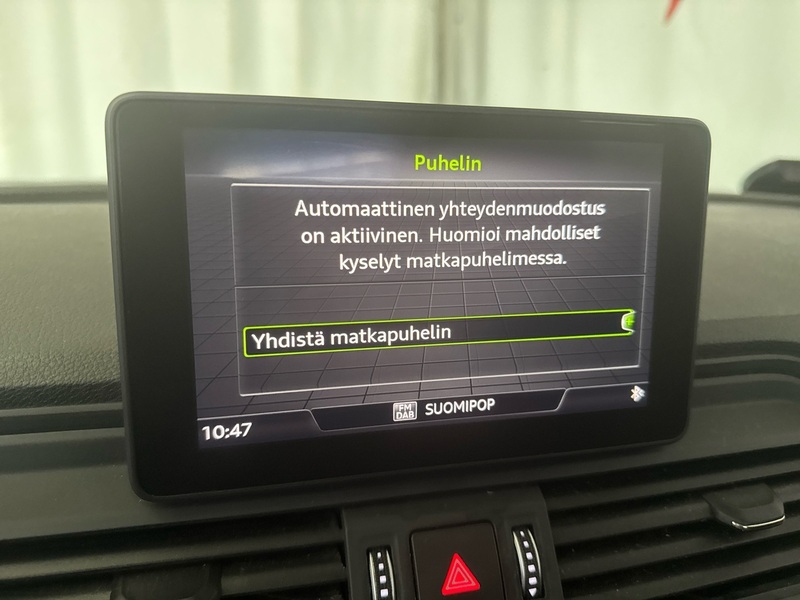 Puhelin
Automaattinen yhteydenmuodostus
on aktiivinen. Huomioi mahdolliset
kyselyt matkapuhelimessa.
Yhdistä matkapuhelin
FM
DAB
SUOMIPOP
10:47